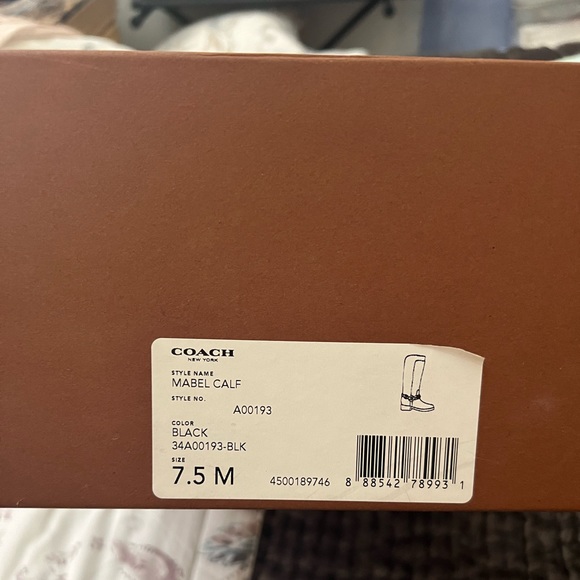 COACH
NEW YORK
STYLE NAME
MABEL CALF
STYLE NO.
A00193
COLOR
BLACK
34A00193-BLK
SIZE
7.5 M
4500189746
8 88542 78993 1